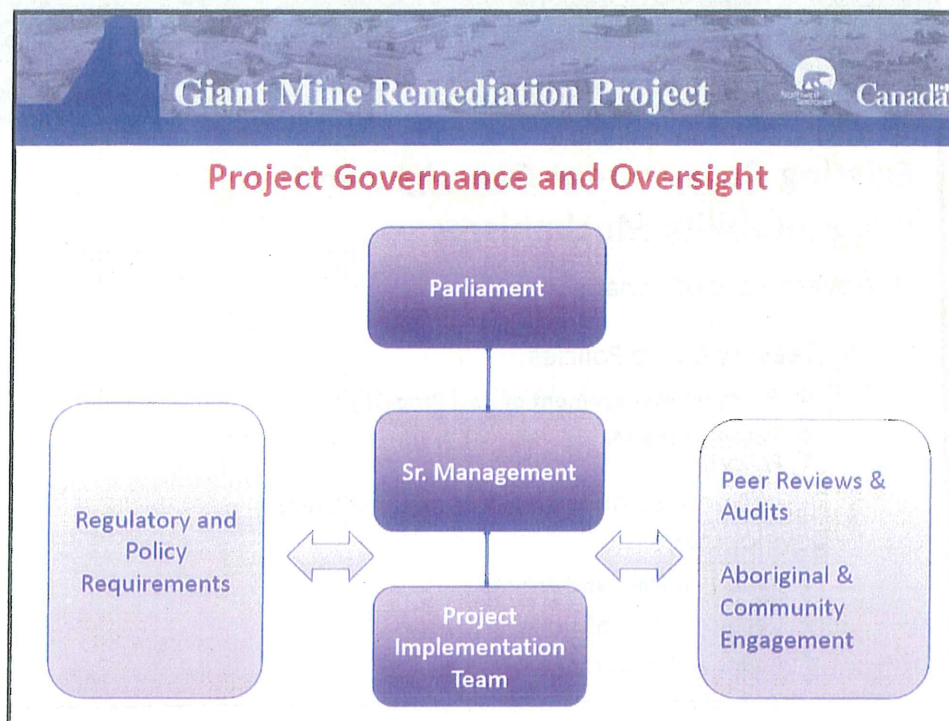 Giant Mine Remediation Project
Canada
Project Governance and Oversight
Parliament
Sr. Management
Regulatory and
Policy
Requirements
Peer Reviews &
Audits
Aboriginal &
Community
Engagement
Project
Implementation
Team